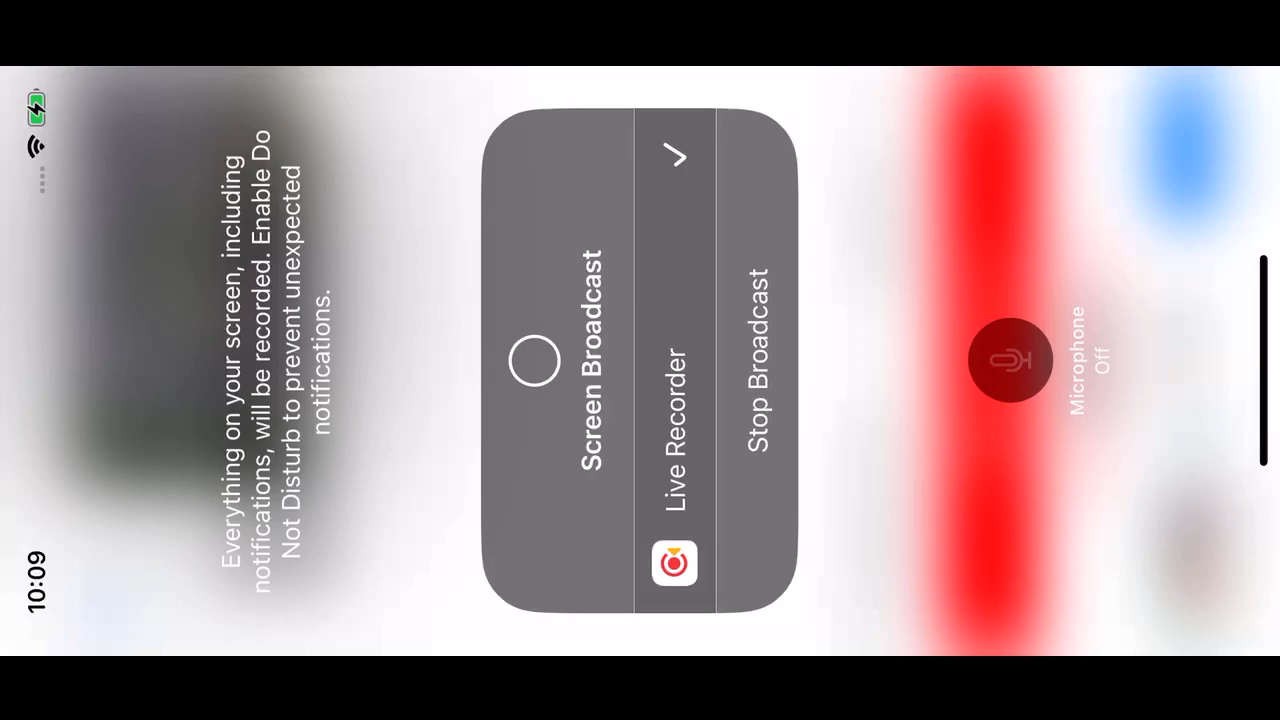 10:09
Everything on your screen, including
notifications, will be recorded. Enable Do
Not Disturb to prevent unexpected
notifications.
Screen Broadcast
Live Recorder
Stop Broadcast
Microphone
Off